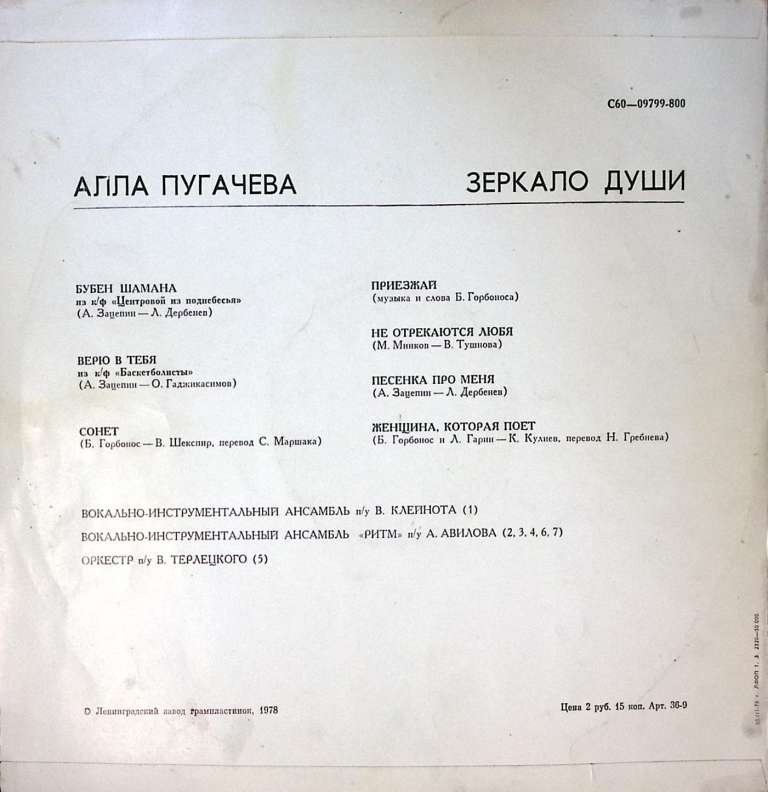 С60—09799-800
АЛЛА ПУГАЧЕВА ЗЕРКАЛО ДУШИ
БУБЕН ШАМАНА
из к/ф «Центровой из поднебесья»
(А. Зацепин — Л. Дербенев)
ВЕРЮ В ТЕБЯ
из к/ф «Баскетболисты»
(А. Зацепин — О. Гаджикасимов)
СОНЕТ
(Б. Горбонос — В. Шекспир, перевод С. Маршака)
ПРИЕЗЖАЙ
(музыка и слова Б. Горбоноса)
НЕ ОТРЕКАЮТСЯ ЛЮБЯ
(М. Минков — В. Тушнова)
ПЕСЕНКА ПРО МЕНЯ
(А. Зацепин — Л. Дербенев)
ЖЕНЩИНА, КОТОРАЯ ПОЕТ
(Б. Горбонос и Л. Гарин — К. Кулиев, перевод Н. Гребнева)
ВОКАЛЬНО-ИНСТРУМЕНТАЛЬНЫЙ АНСАМБЛЬ п/у В. КЛЕЙНОТА (1)
ВОКАЛЬНО-ИНСТРУМЕНТАЛЬНЫЙ АНСАМБЛЬ «РИТМ» п/у А. АВИЛОВА (2, 3, 4, 6, 7)
ОРКЕСТР п/у В. ТЕРЛЕЦКОГО (5)
Ленинградский завод грампластинок, 1978
Цена 2 руб. 15 коп. Арт. 36-9